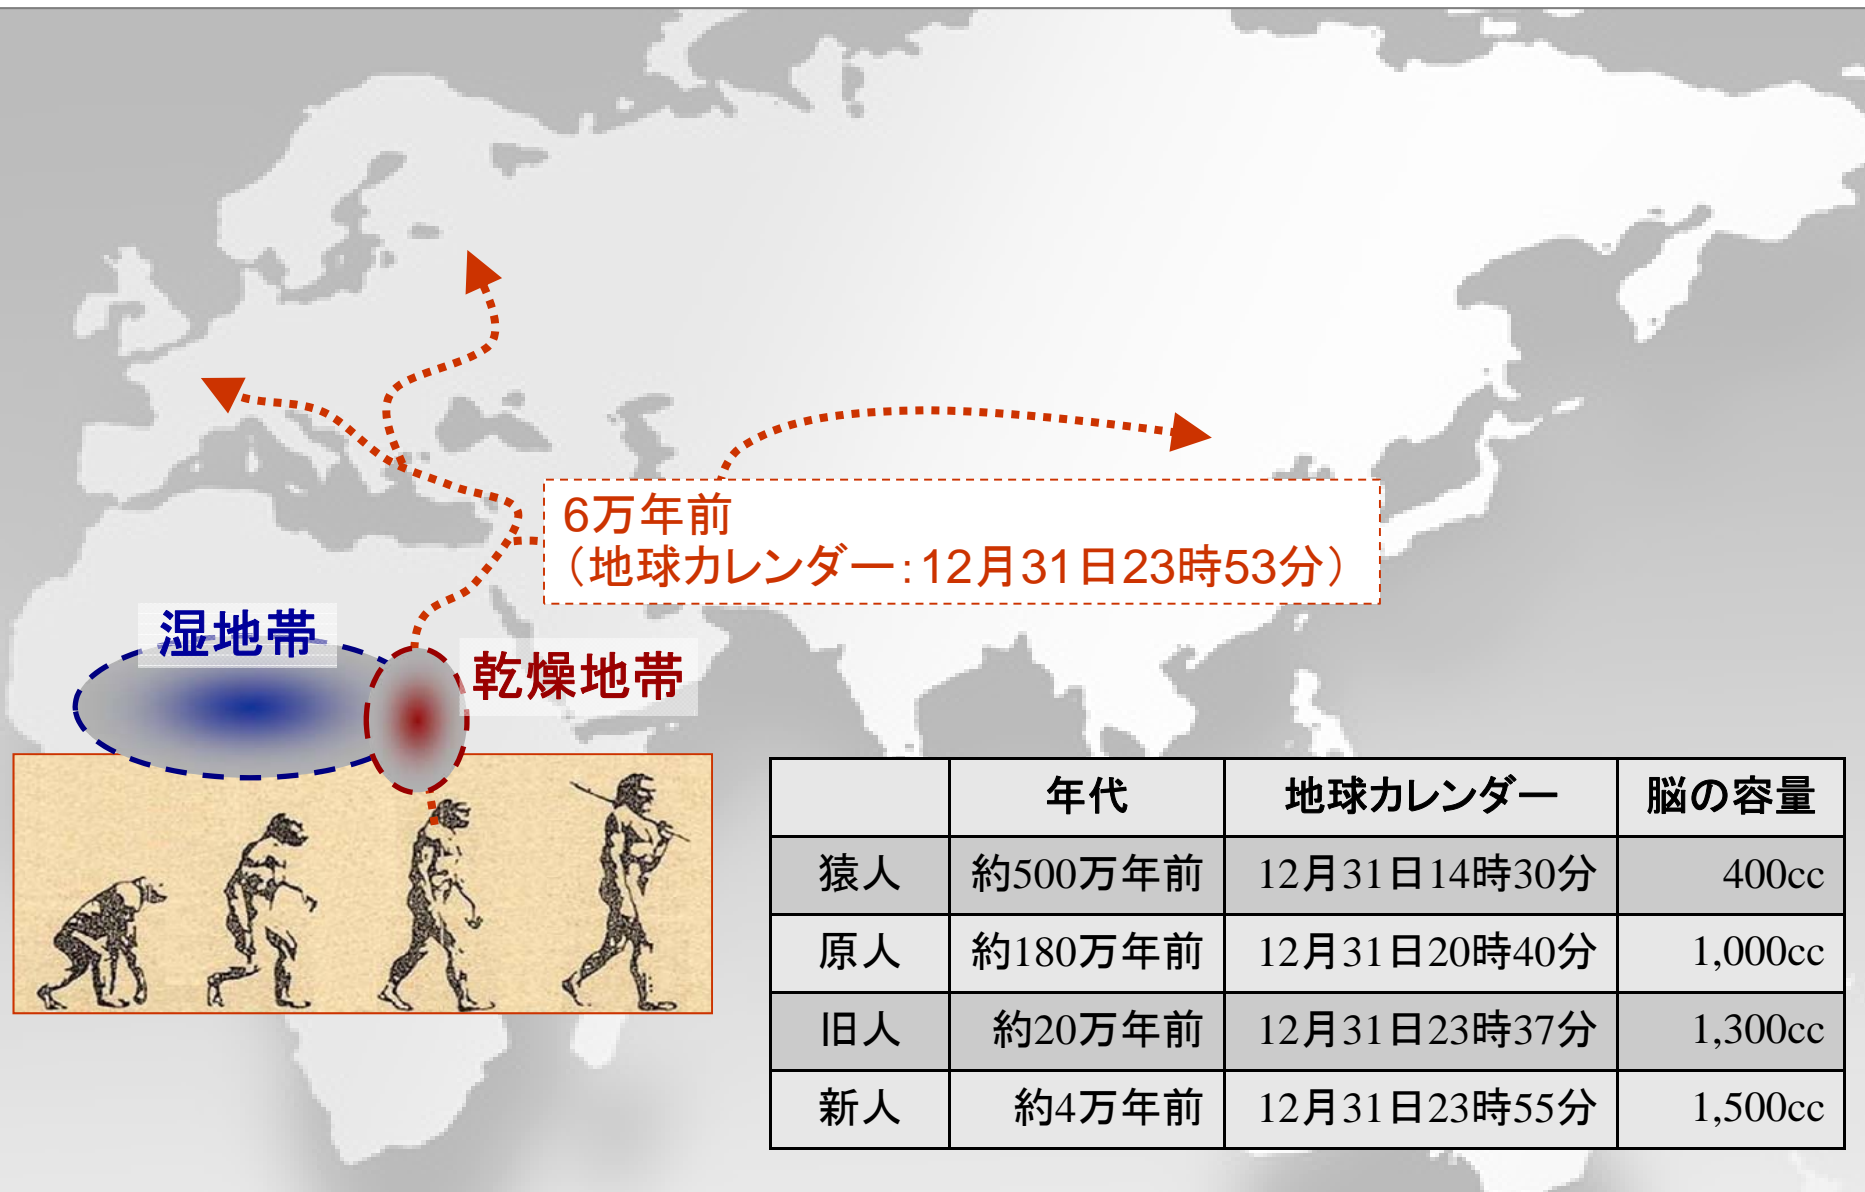 6万年前
（地球カレンダー：12月31日23時53分）
湿地帯
乾燥地帯
年代 地球カレンダー 脳の容量
猿人 約500万年前 12月31日14時30分 400cc
原人 約180万年前 12月31日20時40分 1,000cc
旧人 約20万年前 12月31日23時37分 1,300cc
新人 約4万年前 12月31日23時55分 1,500cc